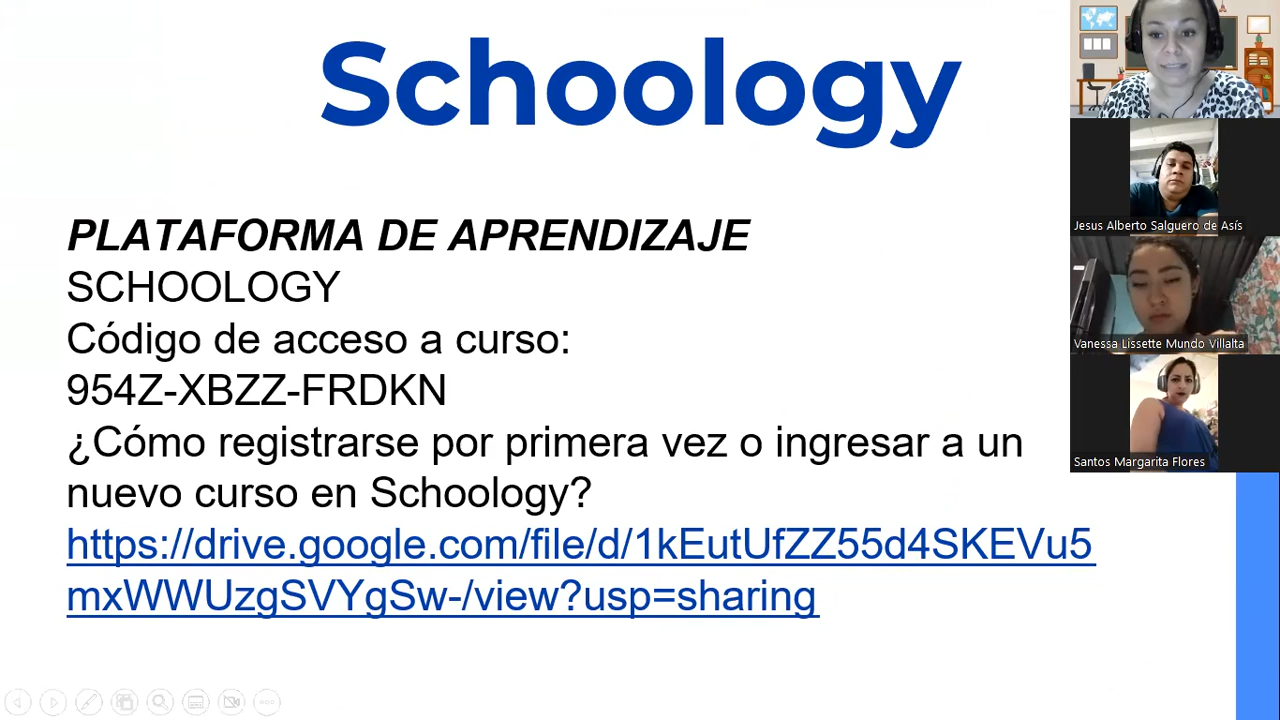 Schoology
PLATAFORMA DE APRENDIZAJE
SCHOOLOGY
Código de acceso a curso:
954Z-XBZZ-FRDKN
¿Cómo registrarse por primera vez o ingresar a un
nuevo curso en Schoology?
https://drive.google.com/file/d/1kEutUfZZ55d4SKEVu5
mxWWUzgSVYgSw-/view?usp=sharing
Jesus Alberto Salguero de Asís
Vanessa Lissette Mundo Villalta
Santos Margarita Flores